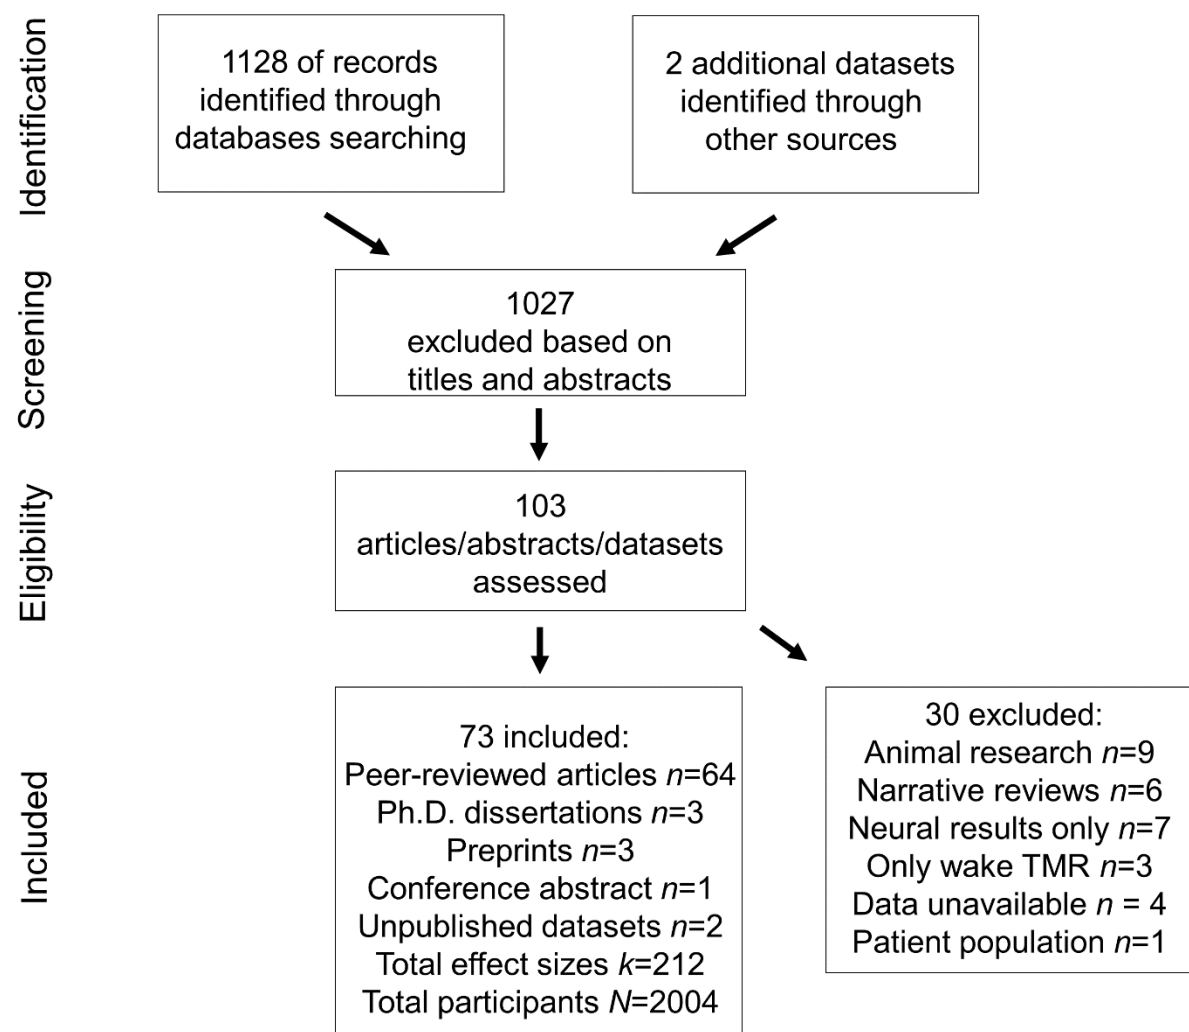 Identification
1128 of records
identified through
databases searching
2 additional datasets
identified through
other sources
Screening
1027
excluded based on
titles and abstracts
Eligibility
103
articles/abstracts/datasets
assessed
Included
73 included:
Peer-reviewed articles n=64
Ph.D. dissertations n=3
Preprints n=3
Conference abstract n=1
Unpublished datasets n=2
Total effect sizes k=212
Total participants N=2004
30 excluded:
Animal research n=9
Narrative reviews n=6
Neural results only n=7
Only wake TMR n=3
Data unavailable n = 4
Patient population n=1